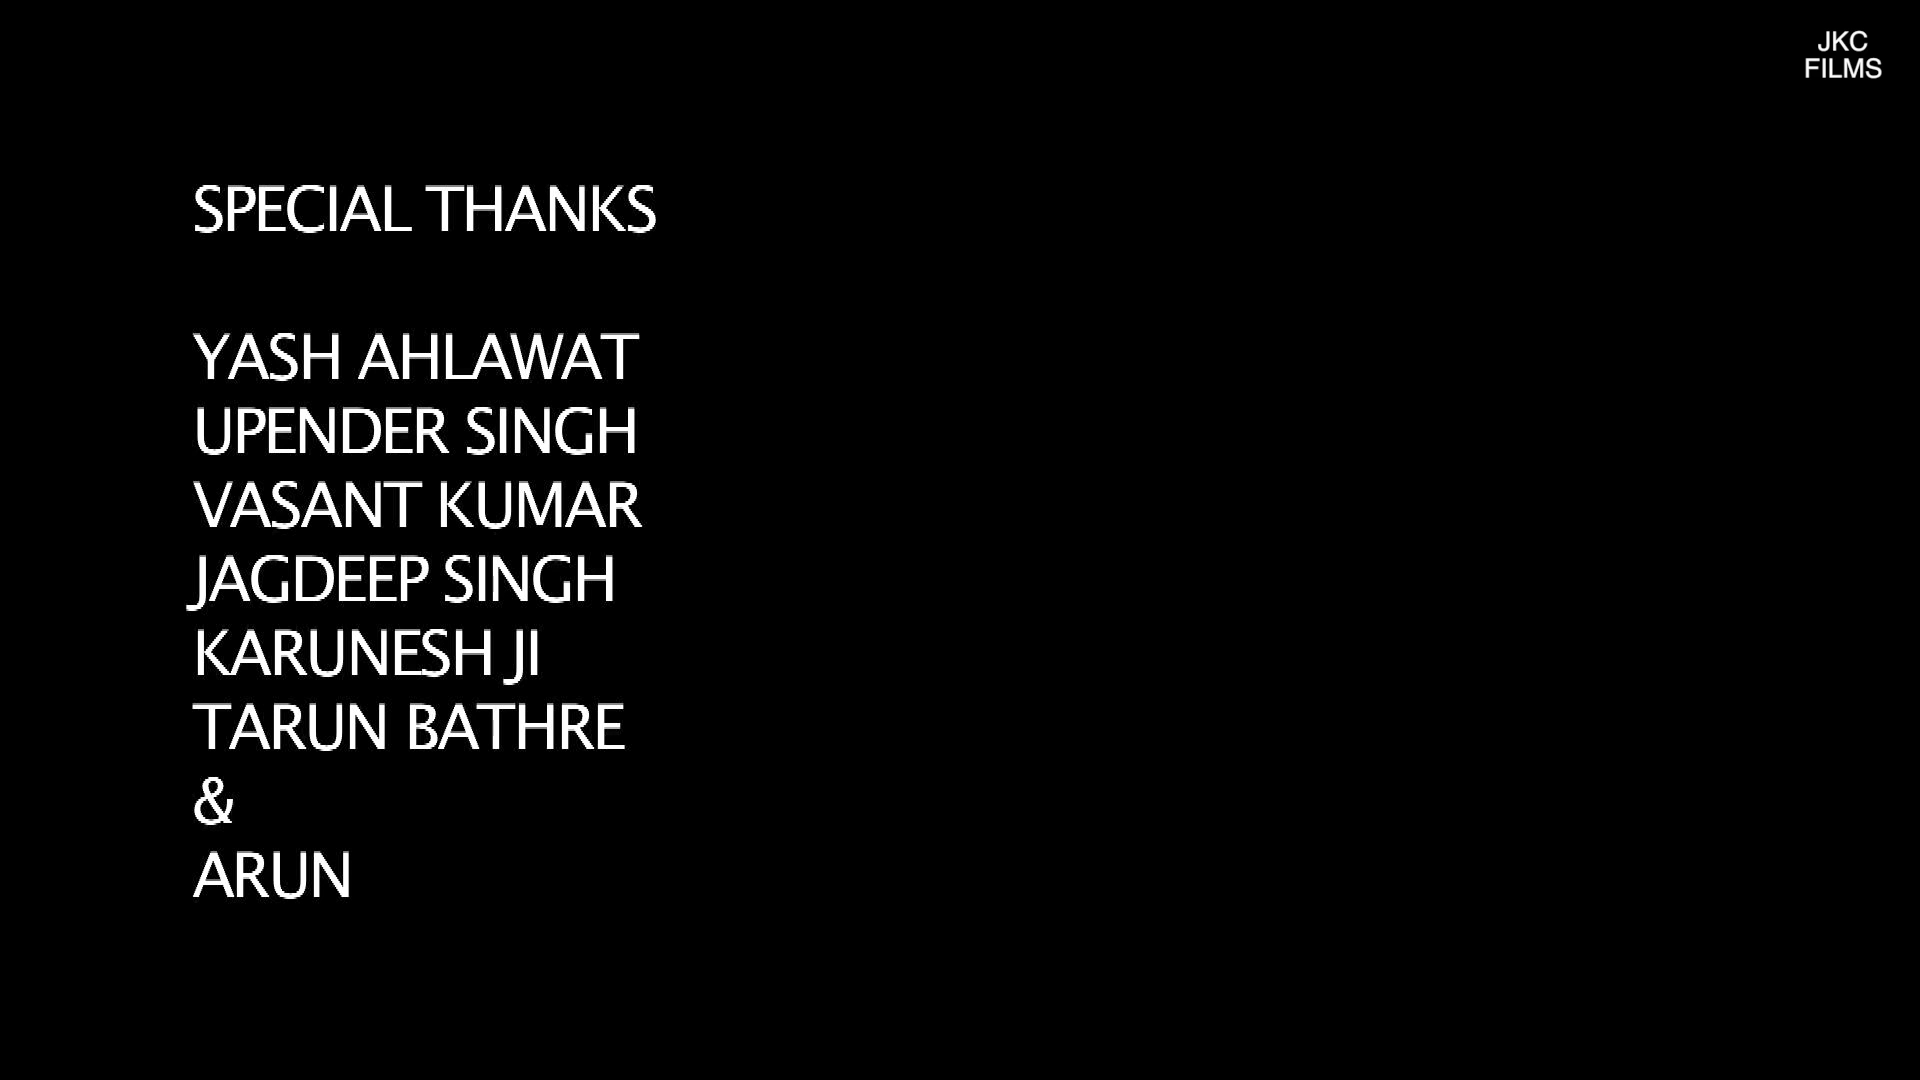 JKC
FILMS
SPECIAL THANKS
YASH AHLAWAT
UPENDER SINGH
VASANT KUMAR
JAGDEEP SINGH
KARUNESH JI
TARUN BATHRE
&
ARUN